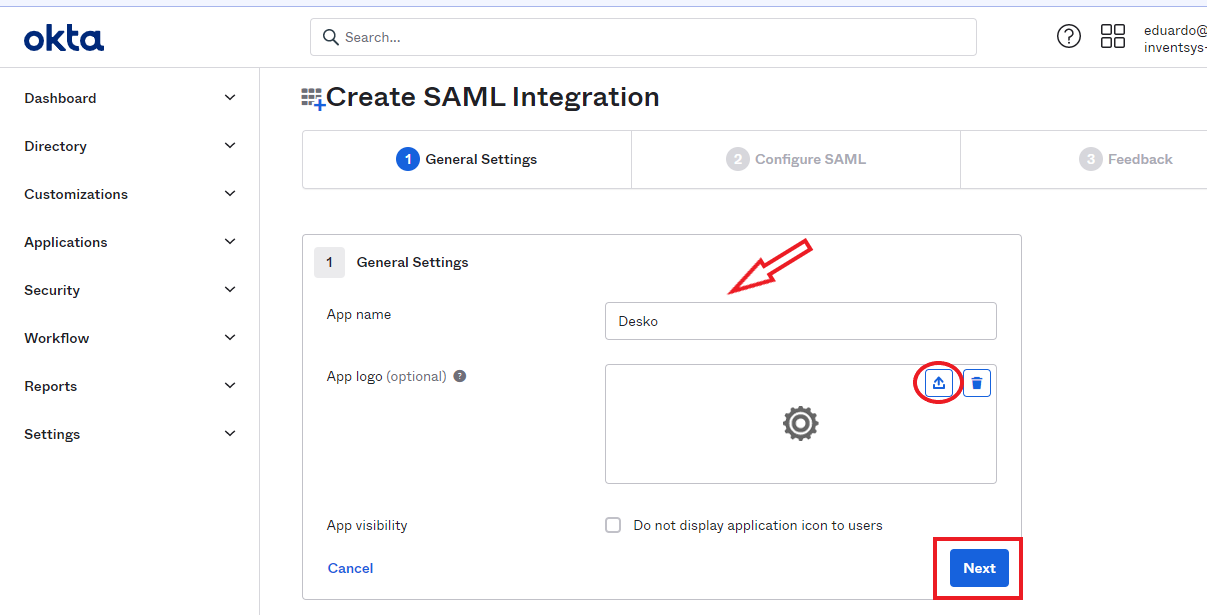 okta
Search...
eduardo@
inventsys-
Dashboard
Directory
Customizations
Applications
Security
Workflow
Reports
Settings
Create SAML Integration
1 General Settings
2 Configure SAML
3 Feedback
1 General Settings
App name
Desko
App logo (optional) ?
App visibility
Do not display application icon to users
Cancel
Next